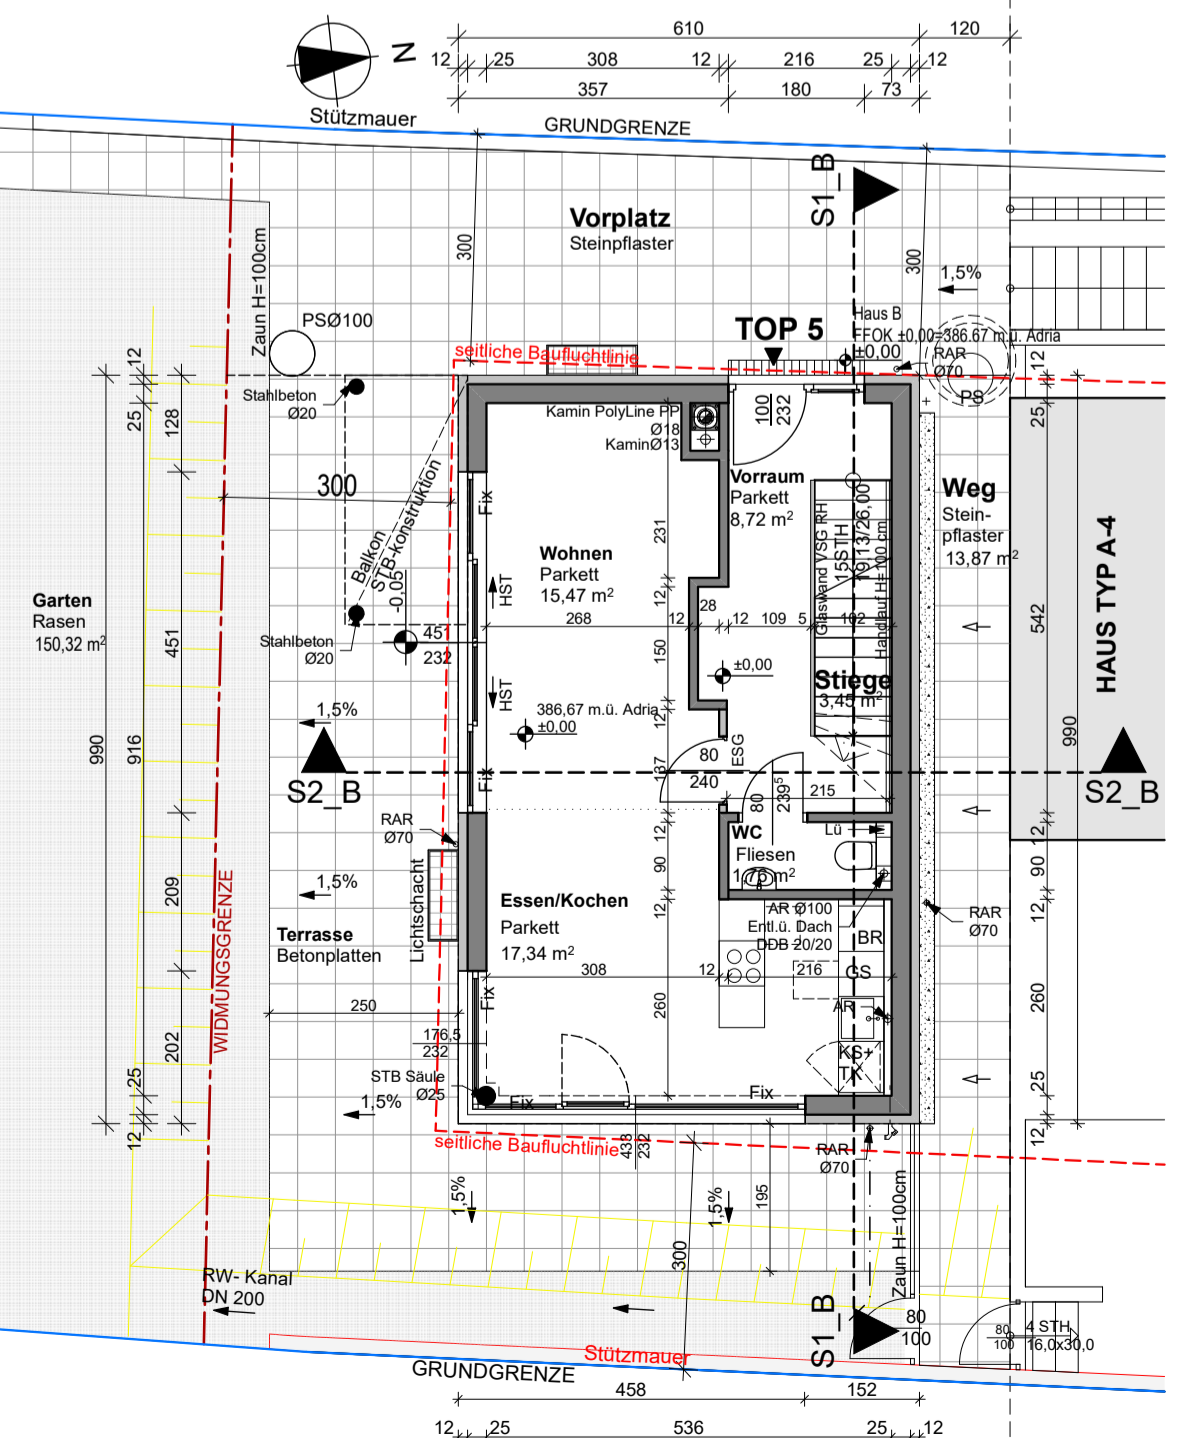 610
120
12
25
308
12
216
25
12
357
180
73
N
Stützmauer
GRUNDGRENZE
S1_B
Vorplatz
Steinpflaster
300
300
Zaun H=100cm
1,5%
PSØ100
TOP 5
Haus B
FFOK ±0,00=386.67 m.ü. Adria
±0,00
RAR
Ø70
PS
seitliche Baufluchtlinie
Stahlbeton
Ø20
Kamin PolyLine PP
Ø18
KaminØ13
100
232
12
25
128
12
25
300
Fix
Vorraum
Parkett
8,72 m²
Weg
Stein-
pflaster
13,87 m²
HAUS TYP A-4
Balkon
STB-konstruktion
-0,05
231
Glaswand VSG RH
15STH
19,13/26,00
Handlauf H=100 cm
Wohnen
Parkett
15,47 m²
HST
Garten
Rasen
150,32 m²
Stahlbeton
Ø20
45
232
12
28
268
12
12
109
5
102
451
542
150
±0,00
Stiege
3,45 m²
HST
386,67 m.ü. Adria
±0,00
12
1,5%
990
916
990
ESG
80
240
137
Fix
80
239⁵
215
S2_B
S2_B
RAR
Ø70
12
WC
Fliesen
1,76 m²
Lü
12
90
90
Lichtschacht
1,5%
209
WIDMUNGSGRENZE
Essen/Kochen
Parkett
17,34 m²
12
AR Ø100
Entl.ü. Dach
DDB 20/20
BR
12
RAR
Ø70
Terrasse
Betonplatten
308
12
216
GS
250
Fix
260
AR
260
176,5
232
KS+
TK
202
25
12
STB Säule
Ø25
1,5%
Fix
Fix
25
12
seitliche Baufluchtlinie
438
232
RAR
Ø70
1,5%
1,5%
195
Zaun H=100cm
300
RW- Kanal
DN 200
S1_B
80
100
80
100
4 STH
16,0x30,0
Stützmauer
GRUNDGRENZE
458
152
12
25
536
25
12